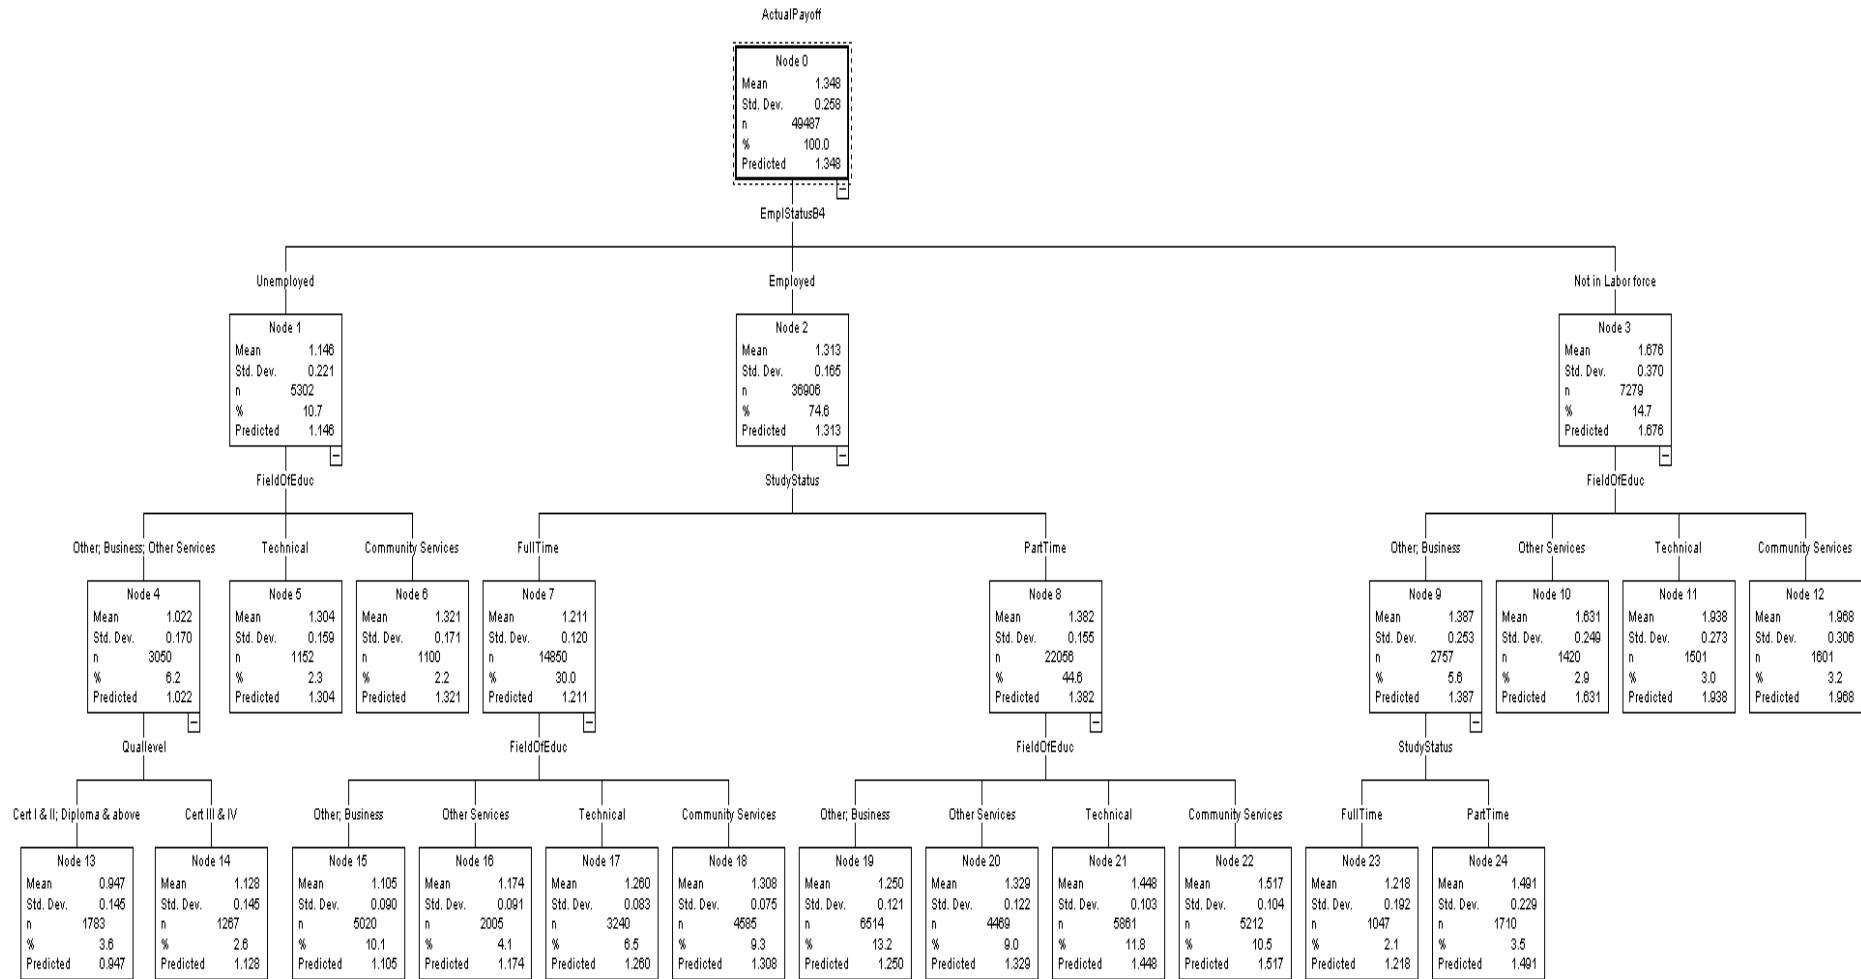 ActualPayoff
Node 0
Mean 1.348
Std. Dev. 0.258
n 49487
% 100.0
Predicted 1.348
EmplStatusB4
Unemployed
Employed
Not in Labor force
Node 1
Mean 1.146
Std. Dev. 0.221
n 5302
% 10.7
Predicted 1.146
Node 2
Mean 1.313
Std. Dev. 0.165
n 36906
% 74.6
Predicted 1.313
Node 3
Mean 1.676
Std. Dev. 0.370
n 7279
% 14.7
Predicted 1.676
FieldOfEduc
StudyStatus
FieldOfEduc
Other; Business; Other Services
Technical
Community Services
FullTime
PartTime
Other; Business
Other Services
Technical
Community Services
Node 4
Mean 1.022
Std. Dev. 0.170
n 3050
% 6.2
Predicted 1.022
Node 5
Mean 1.304
Std. Dev. 0.159
n 1152
% 2.3
Predicted 1.304
Node 6
Mean 1.321
Std. Dev. 0.171
n 1100
% 2.2
Predicted 1.321
Node 7
Mean 1.211
Std. Dev. 0.120
n 14850
% 30.0
Predicted 1.211
Node 8
Mean 1.382
Std. Dev. 0.155
n 22056
% 44.6
Predicted 1.382
Node 9
Mean 1.387
Std. Dev. 0.253
n 2757
% 5.6
Predicted 1.387
Node 10
Mean 1.631
Std. Dev. 0.249
n 1420
% 2.9
Predicted 1.631
Node 11
Mean 1.938
Std. Dev. 0.273
n 1501
% 3.0
Predicted 1.938
Node 12
Mean 1.968
Std. Dev. 0.306
n 1601
% 3.2
Predicted 1.968
Quallevel
FieldOfEduc
FieldOfEduc
StudyStatus
Cert I & II; Diploma & above
Cert III & IV
Other; Business
Other Services
Technical
Community Services
Other; Business
Other Services
Technical
Community Services
FullTime
PartTime
Node 13
Mean 0.947
Std. Dev. 0.145
n 1783
% 3.6
Predicted 0.947
Node 14
Mean 1.128
Std. Dev. 0.145
n 1267
% 2.6
Predicted 1.128
Node 15
Mean 1.105
Std. Dev. 0.090
n 5020
% 10.1
Predicted 1.105
Node 16
Mean 1.174
Std. Dev. 0.091
n 2005
% 4.1
Predicted 1.174
Node 17
Mean 1.260
Std. Dev. 0.083
n 3240
% 6.5
Predicted 1.260
Node 18
Mean 1.308
Std. Dev. 0.075
n 4585
% 9.3
Predicted 1.308
Node 19
Mean 1.250
Std. Dev. 0.121
n 6514
% 13.2
Predicted 1.250
Node 20
Mean 1.329
Std. Dev. 0.122
n 4469
% 9.0
Predicted 1.329
Node 21
Mean 1.448
Std. Dev. 0.103
n 5861
% 11.8
Predicted 1.448
Node 22
Mean 1.517
Std. Dev. 0.104
n 5212
% 10.5
Predicted 1.517
Node 23
Mean 1.218
Std. Dev. 0.192
n 1047
% 2.1
Predicted 1.218
Node 24
Mean 1.491
Std. Dev. 0.229
n 1710
% 3.5
Predicted 1.491